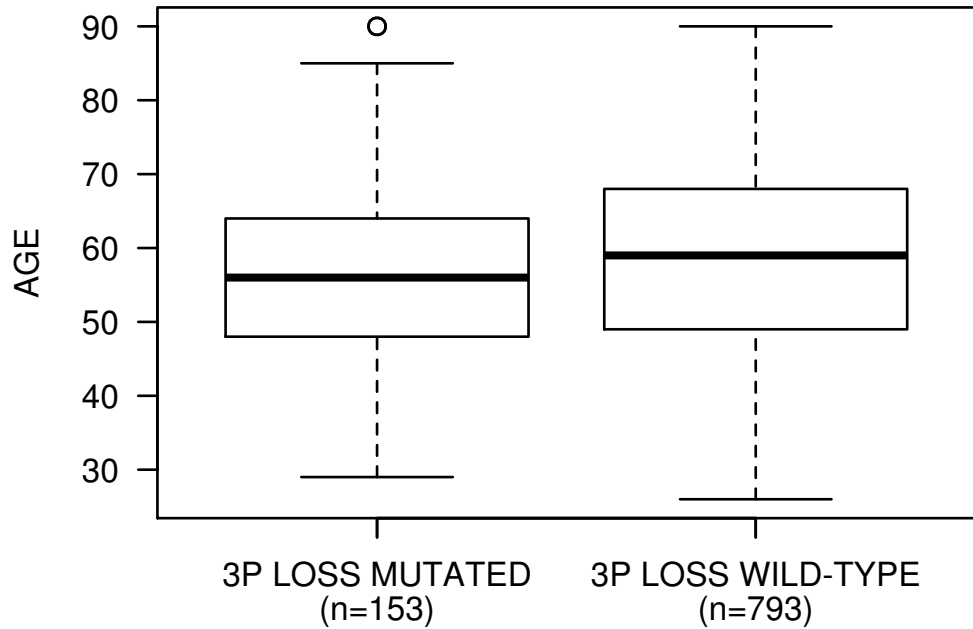 90
80
70
60
50
40
30
AGE
3P LOSS MUTATED
(n=153)
3P LOSS WILD-TYPE
(n=793)